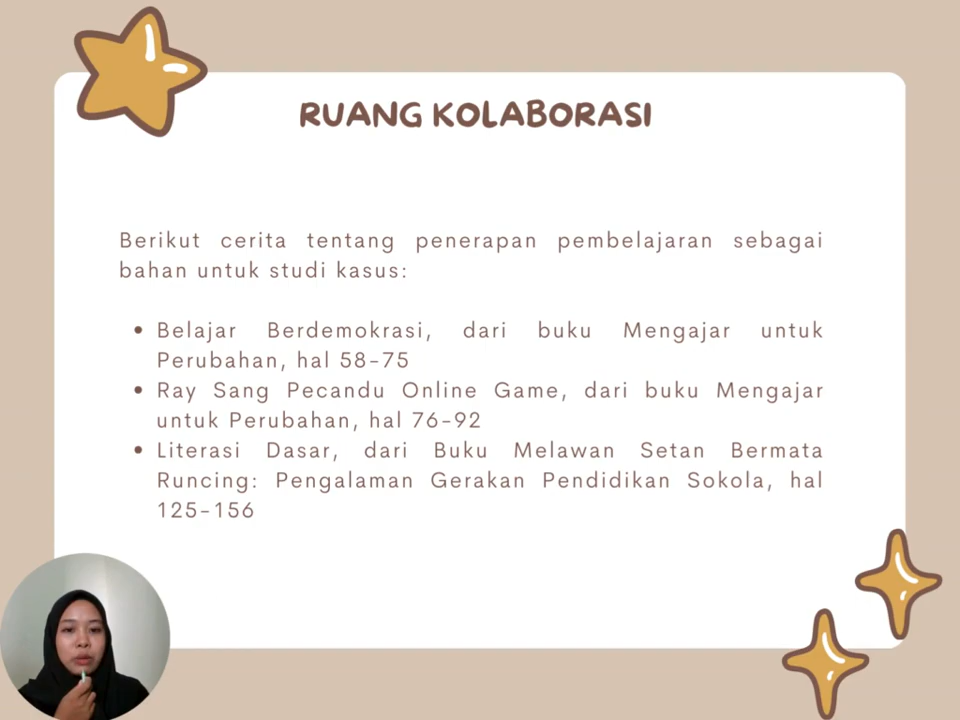 RUANG KOLABORASI
Berikut cerita tentang penerapan pembelajaran sebagai
bahan untuk studi kasus:
• Belajar Berdemokrasi, dari buku Mengajar untuk
Perubahan, hal 58-75
• Ray Sang Pecandu Online Game, dari buku Mengajar
untuk Perubahan, hal 76-92
• Literasi Dasar, dari Buku Melawan Setan Bermata
Runcing: Pengalaman Gerakan Pendidikan Sokola, hal
125-156